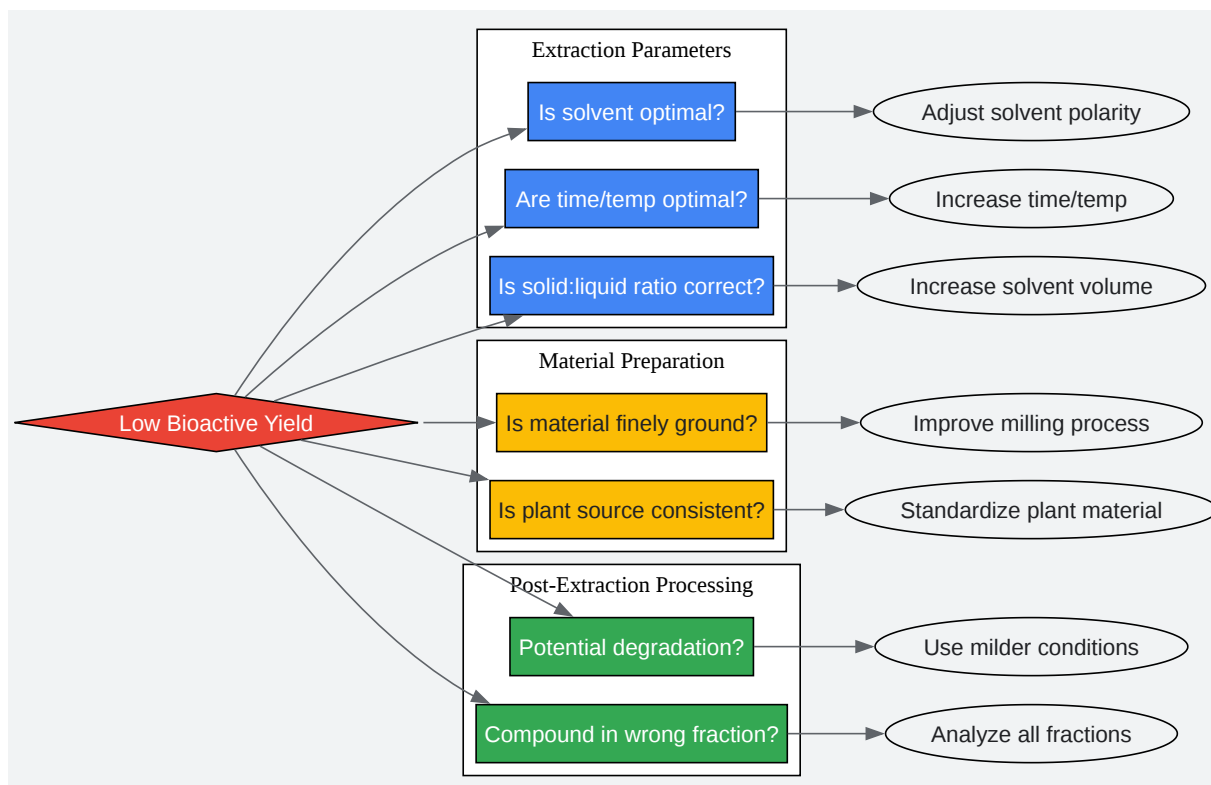 Extraction Parameters
Is solvent optimal?
Adjust solvent polarity
Are time/temp optimal?
Increase time/temp
Is solid:liquid ratio correct?
Increase solvent volume
Material Preparation
Low Bioactive Yield
Is material finely ground?
Improve milling process
Is plant source consistent?
Standardize plant material
Post-Extraction Processing
Potential degradation?
Use milder conditions
Compound in wrong fraction?
Analyze all fractions